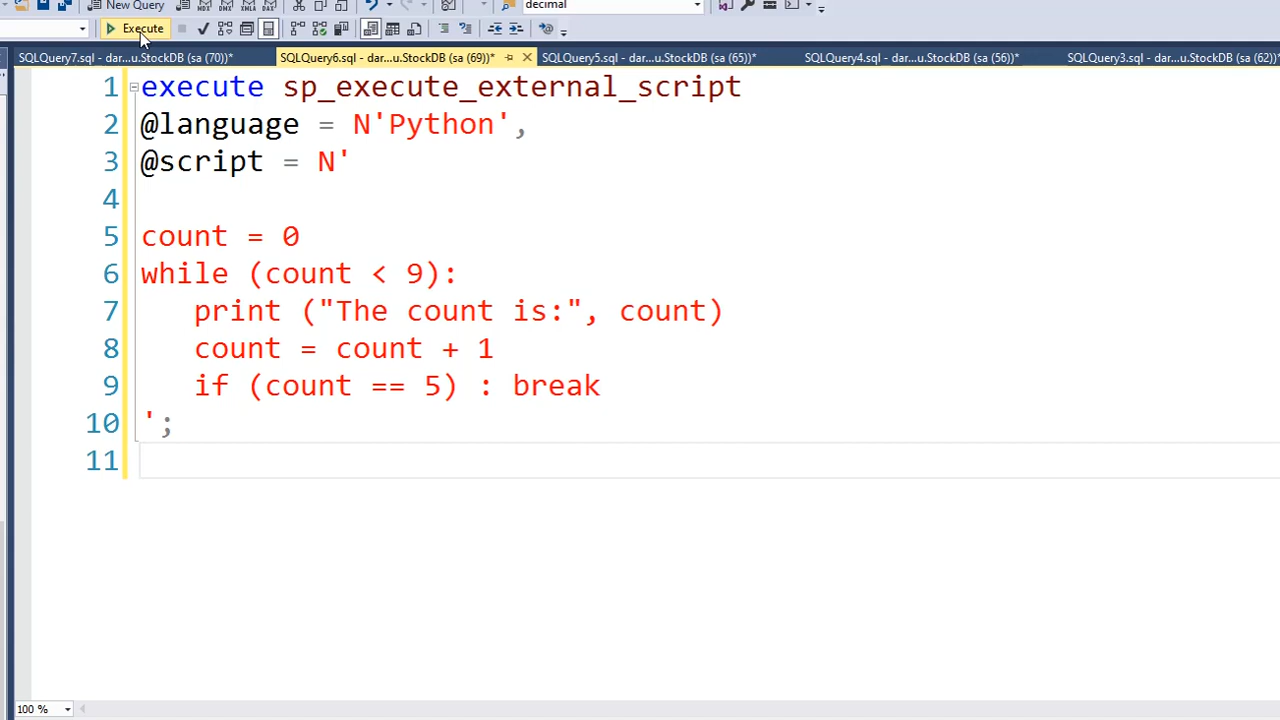 New Query
decimal
Execute
SQLQuery7.sql - dar...u.StockDB (sa (70))*
SQLQuery6.sql - dar...u.StockDB (sa (69))*
SQLQuery5.sql - dar...u.StockDB (sa (65))*
SQLQuery4.sql - dar...u.StockDB (sa (56))*
SQLQuery3.sql - dar...u.StockDB (sa (62))*
1 execute sp_execute_external_script
2 @language = N'Python',
3 @script = N'
4
5 count = 0
6 while (count < 9):
7 print ("The count is:", count)
8 count = count + 1
9 if (count == 5) : break
10 ';
11
100 %